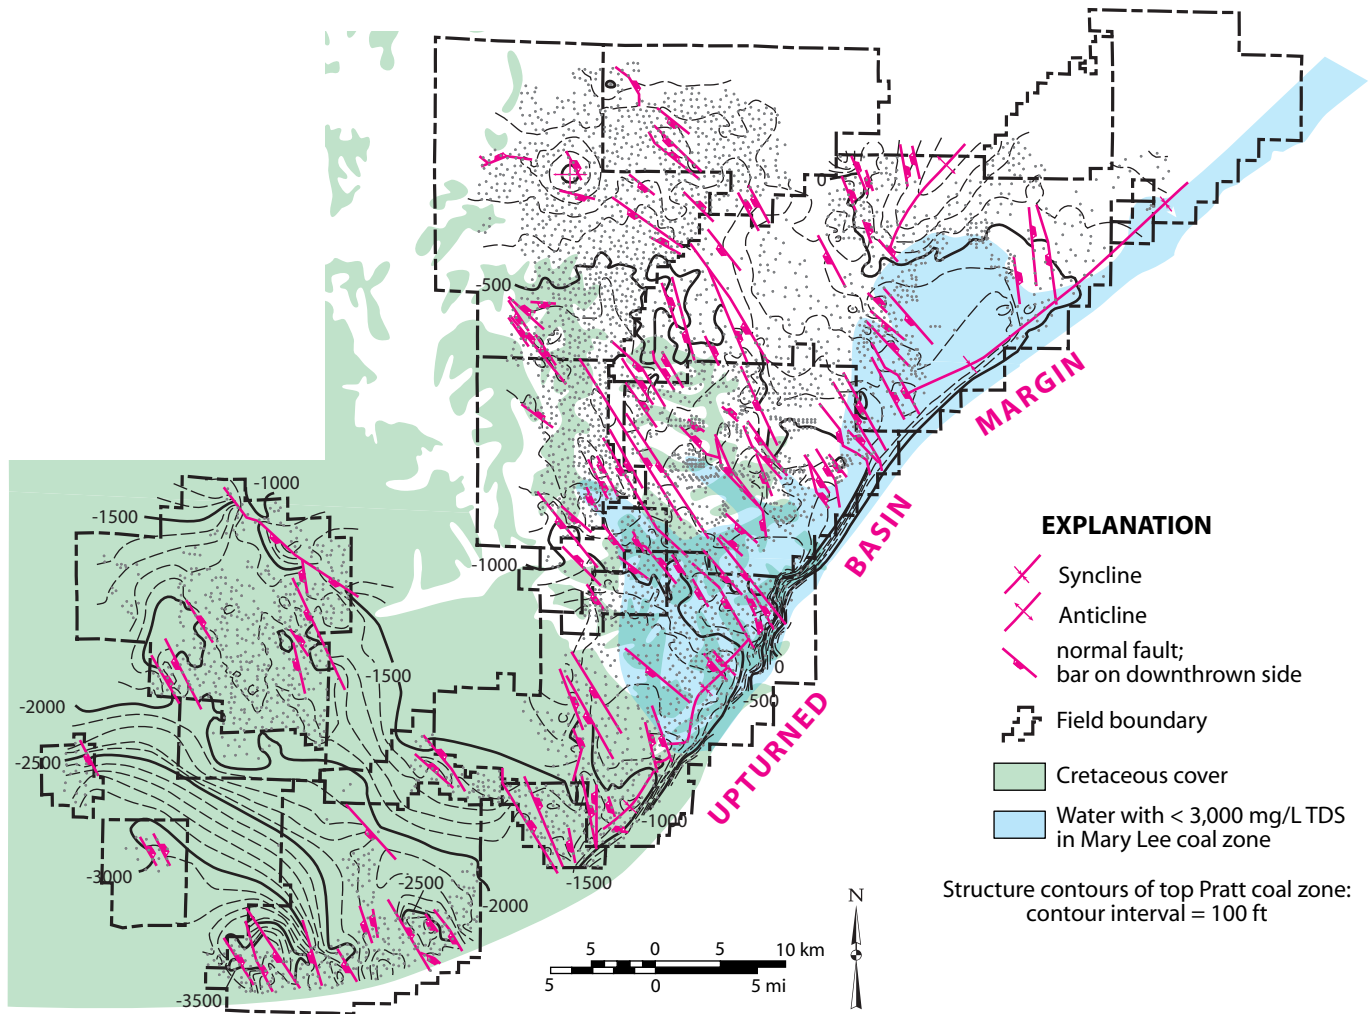 0
-500
-1000
-1500
-1000
-1500
-2000
-2500
-3000
-3500
-2500
-2000
-1500
-1000
-500
0
UPTURNED
BASIN
MARGIN
EXPLANATION
Syncline
Anticline
normal fault;
bar on downthrown side
Field boundary
Cretaceous cover
Water with < 3,000 mg/L TDS
in Mary Lee coal zone
Structure contours of top Pratt coal zone:
contour interval = 100 ft
N
5 0 5 10 km
5 0 5 mi